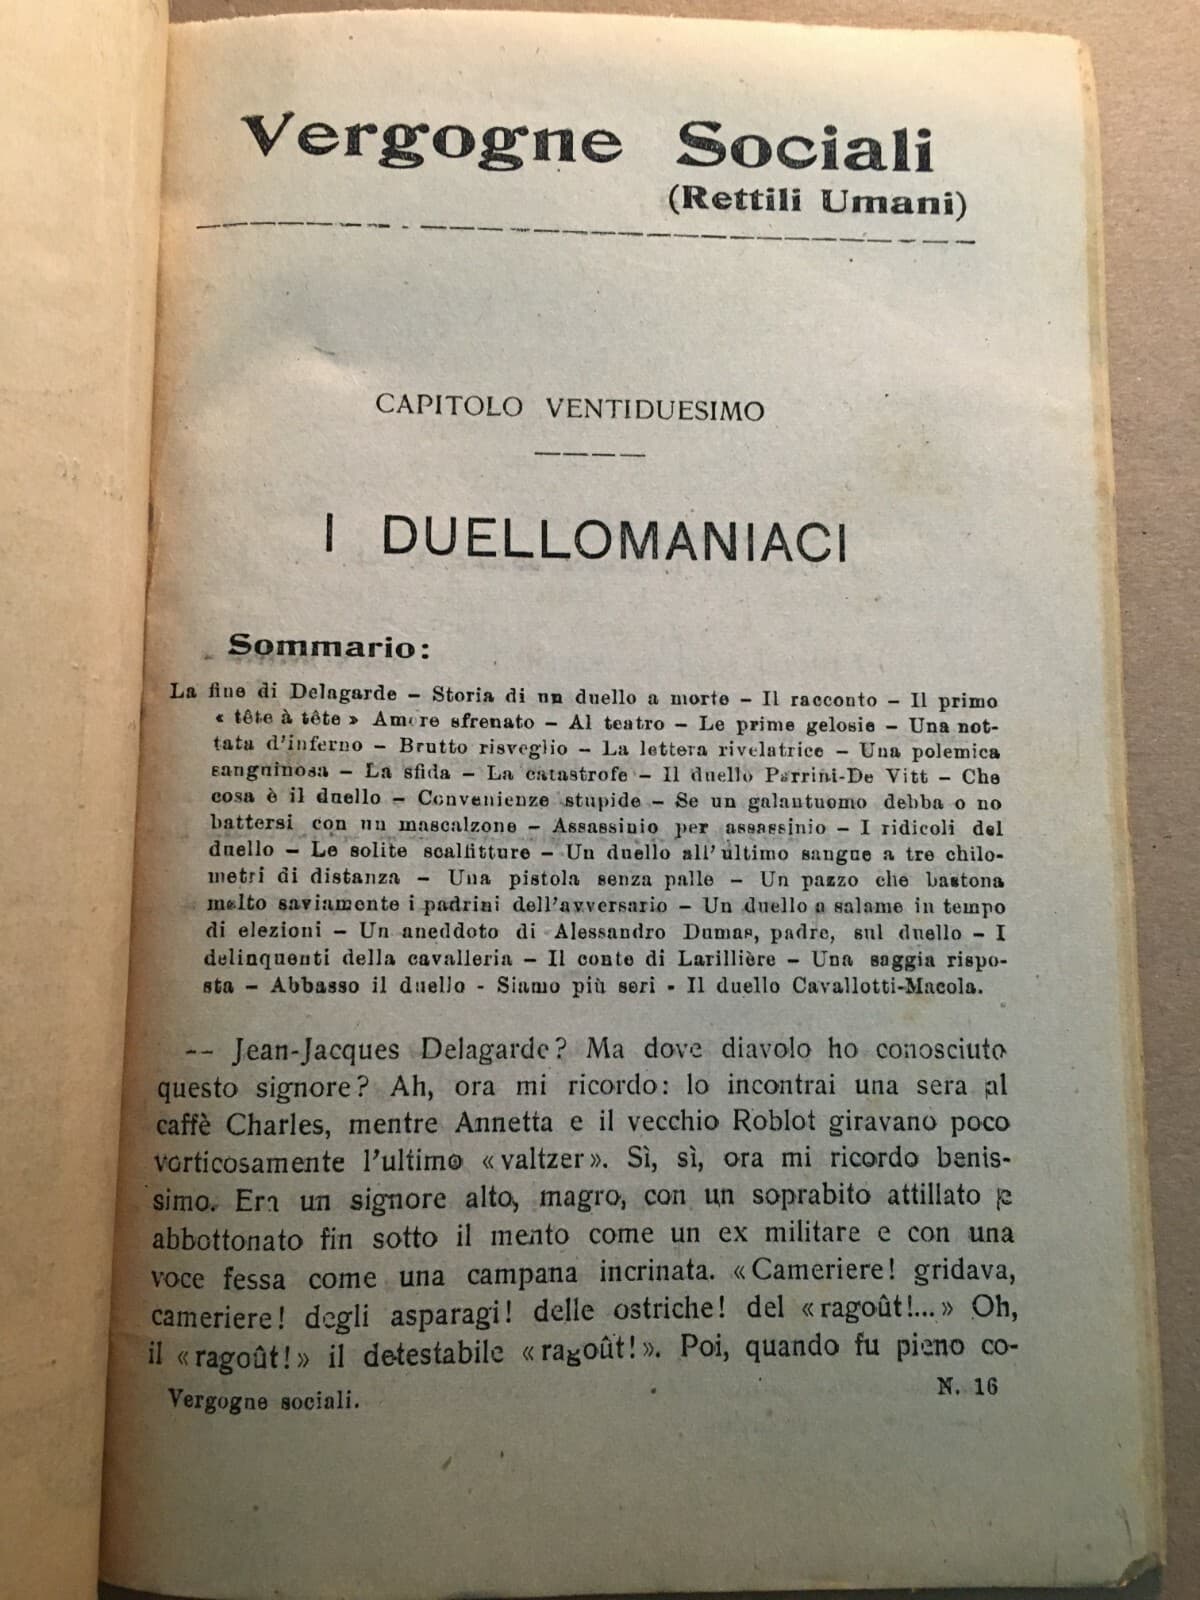 Vergogne Sociali
(Rettili Umani)
CAPITOLO VENTIDUESIMO
I DUELLOMANIACI
Sommario:
La fine di Delagarde — Storia di un duello a morte — Il racconto — Il primo
« tête à tête » Amore sfrenato — Al teatro — Le prime gelosie — Una not-
tata d'inferno — Brutto risveglio — La lettera rivelatrice — Una polemica
sanguinosa — La sfida — La catastrofe — Il duello Parrini-De Vitt — Che
cosa è il duello — Convenienze stupide — Se un galantuomo debba o no
battersi con un mascalzone — Assassinio per assassinio — I ridicoli del
duello — Le solite scalfitture — Un duello all'ultimo sangue a tre chilo-
metri di distanza — Una pistola senza palle — Un pazzo che bastona
molto saviamente i padrini dell'avversario — Un duello a salame in tempo
di elezioni — Un aneddoto di Alessandro Dumas, padre, sul duello — I
delinquenti della cavalleria — Il conte di Larillière — Una saggia rispo-
sta — Abbasso il duello - Siamo più seri - Il duello Cavallotti-Macola.
— Jean-Jacques Delagarde? Ma dove diavolo ho conosciuto
questo signore? Ah, ora mi ricordo: lo incontrai una sera al
caffè Charles, mentre Annetta e il vecchio Roblot giravano poco
vorticosamente l'ultimo «valtzer». Sì, sì, ora mi ricordo benis-
simo. Era un signore alto, magro, con un soprabito attillato e
abbottonato fin sotto il mento come un ex militare e con una
voce fessa come una campana incrinata. «Cameriere! gridava,
cameriere! degli asparagi! delle ostriche! del «ragoût!...» Oh,
il «ragoût!» il detestabile «ragoût!». Poi, quando fu pieno co-
Vergogne sociali.
N. 16